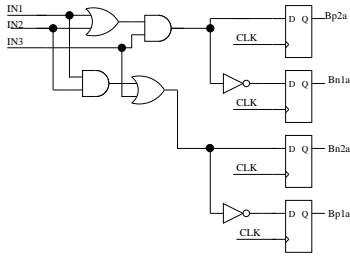 IN1
IN2
IN3
D Q Bp2a
CLK
D Q Bn1a
CLK
D Q Bn2a
CLK
D Q Bp1a
CLK